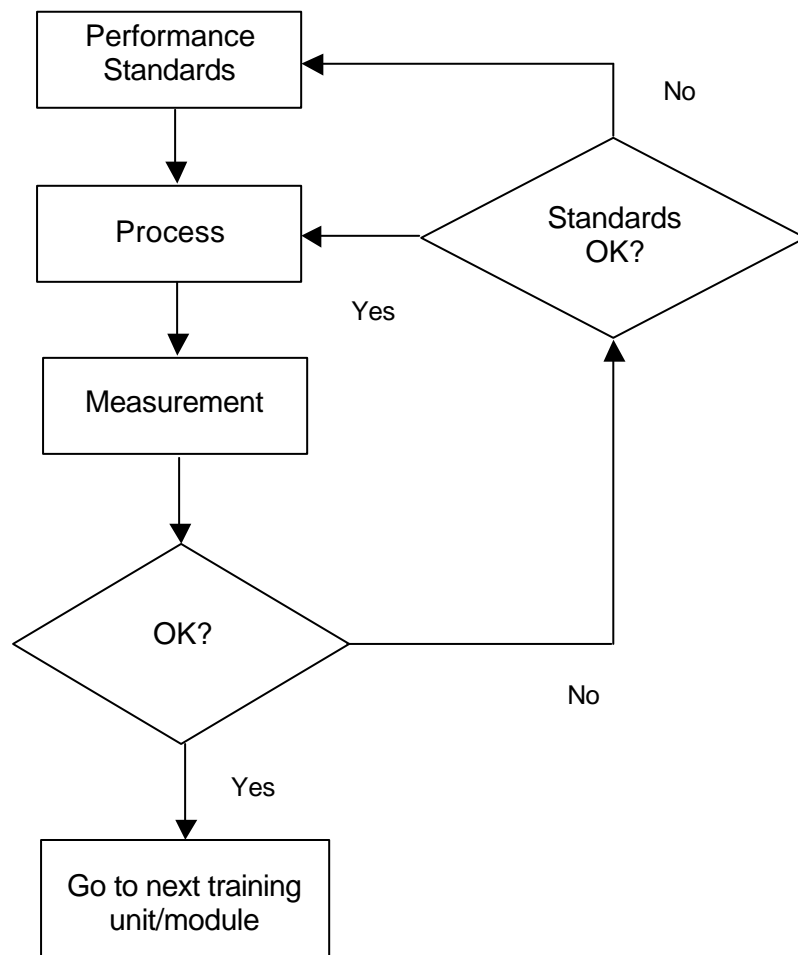 Performance
Standards
No
Process
Standards
OK?
Yes
Measurement
OK?
No
Yes
Go to next training
unit/module